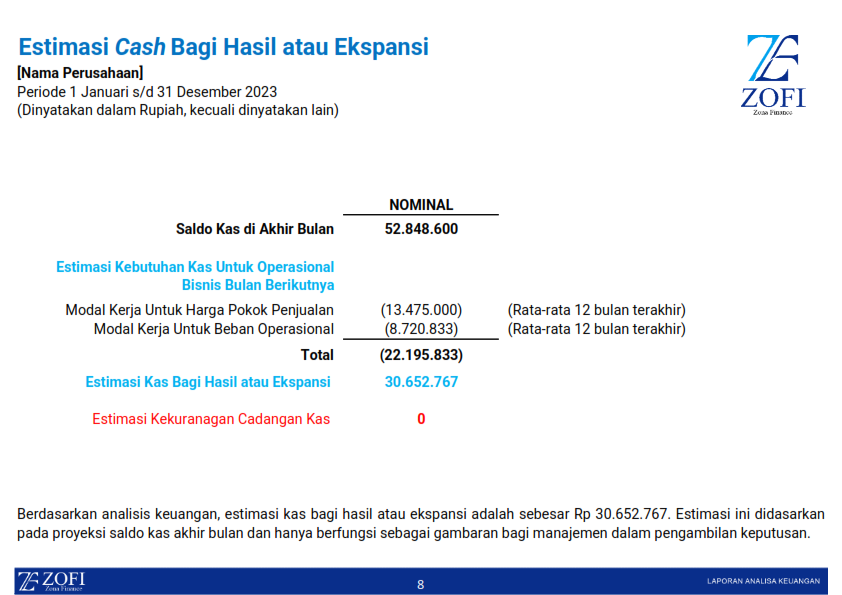 Estimasi Cash Bagi Hasil atau Ekspansi
[Nama Perusahaan]
Periode 1 Januari s/d 31 Desember 2023
(Dinyatakan dalam Rupiah, kecuali dinyatakan lain)
ZOFI
Zona Finance
NOMINAL
Saldo Kas di Akhir Bulan 52.848.600
Estimasi Kebutuhan Kas Untuk Operasional
Bisnis Bulan Berikutnya
Modal Kerja Untuk Harga Pokok Penjualan (13.475.000) (Rata-rata 12 bulan terakhir)
Modal Kerja Untuk Beban Operasional (8.720.833) (Rata-rata 12 bulan terakhir)
Total (22.195.833)
Estimasi Kas Bagi Hasil atau Ekspansi 30.652.767
Estimasi Kekuranagan Cadangan Kas 0
Berdasarkan analisis keuangan, estimasi kas bagi hasil atau ekspansi adalah sebesar Rp 30.652.767. Estimasi ini didasarkan
pada proyeksi saldo kas akhir bulan dan hanya berfungsi sebagai gambaran bagi manajemen dalam pengambilan keputusan.
ZOFI
Zona Finance
8
LAPORAN ANALISA KEUANGAN